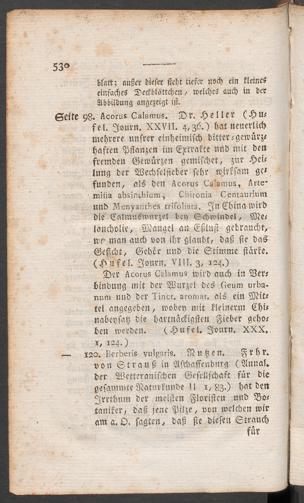 530
blatt; außer dieser steht tiefer noch ein kleines
einfaches Deckblättchen, welches auch in der
Abbildung angezeigt ist.
Seite 98. Acorus Calamus. Dr. Heller (Hu-
fel. Journ. XXVII. 4, 36.) hat neuerlich
mehrere unsrer einheimisch bitter-gewürz-
haften Pflanzen im Extrakte und mit den
fremden Gewürzen gemischet, zur Hei-
lung der Wechselfieber sehr wirksam ge-
funden, als den Acorus Calamus, Arte-
misia absinthium, Chironia Centaurium
und Menyanthes trifoliata. In China wird
die Calmuswurzel bey Schwindel, Me-
lancholie, Mangel an Eßlust gebraucht,
wo man auch von ihr glaubt, daß sie das
Gesicht, Gehör und die Stimme stärke.
(Hufel. Journ. VIII. 3, 124.)
Der Acorus Calamus wird auch in Ver-
bindung mit der Wurzel des Geum urba-
num und der Tinct. aromat. als ein Mit-
tel angegeben, wobey mit kleinern Chi-
nabeysatz die hartnäckigsten Fieber geho-
ben werden. (Hufel. Journ. XXX.
1, 124.)
— 120. Berberis vulgaris. Nutzen. Frhr.
von Strauß in Aschaffenburg (Annal.
der Wetteranischen Gesellschaft für die
gesammte Naturkunde II 1, 83.) hat den
Irrthum der meisten Floristen und Bo-
taniker, daß jene Pilze, von welchen wir
am a. O. sagten, daß sie diesen Strauch
für